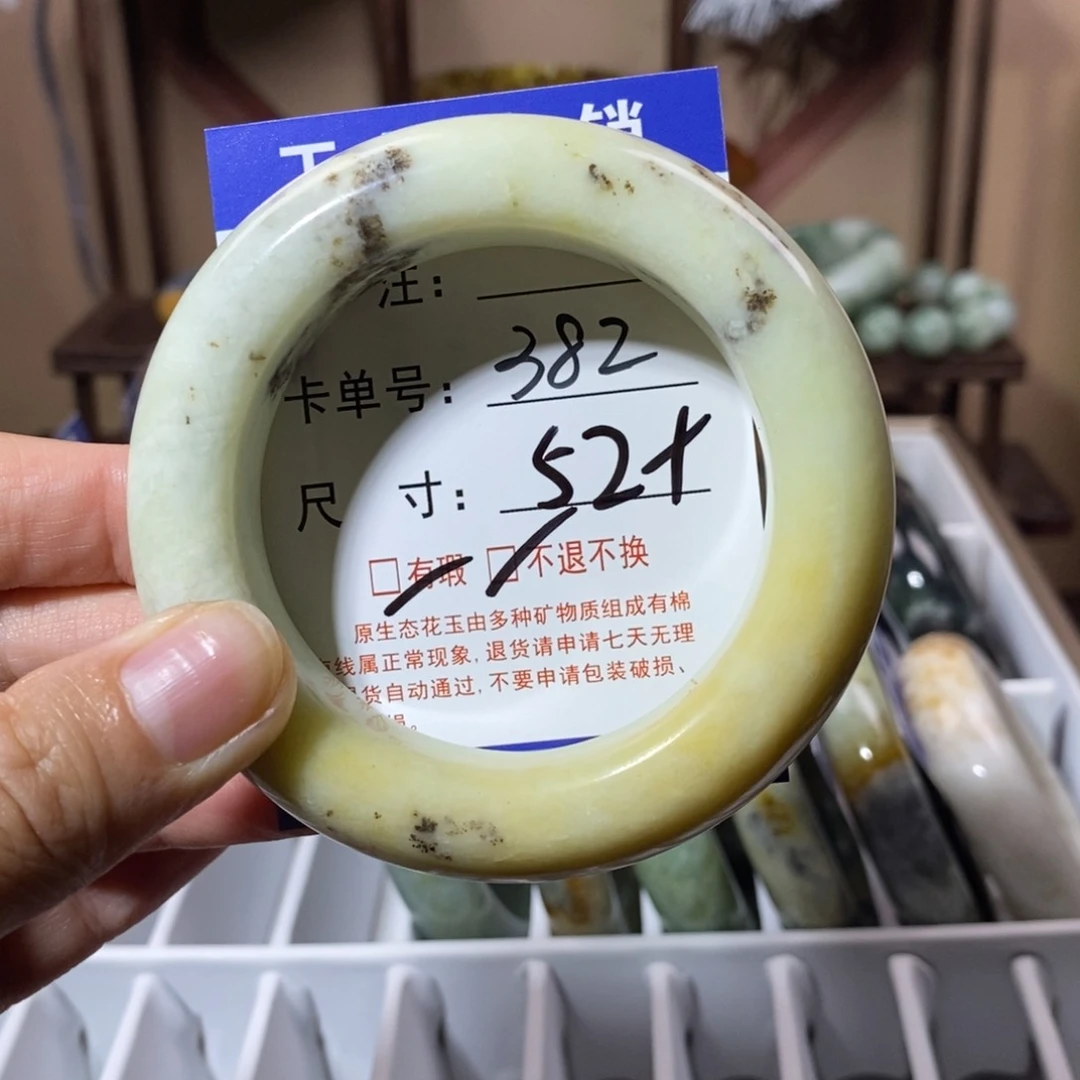 销
注：
卡单号：382
尺 寸：52+
□有瑕 □不退不换
原生态花玉由多种矿物质组成有棉
线属正常现象，退货请申请七天无理
货自动通过，不要申请包装破损、
损。